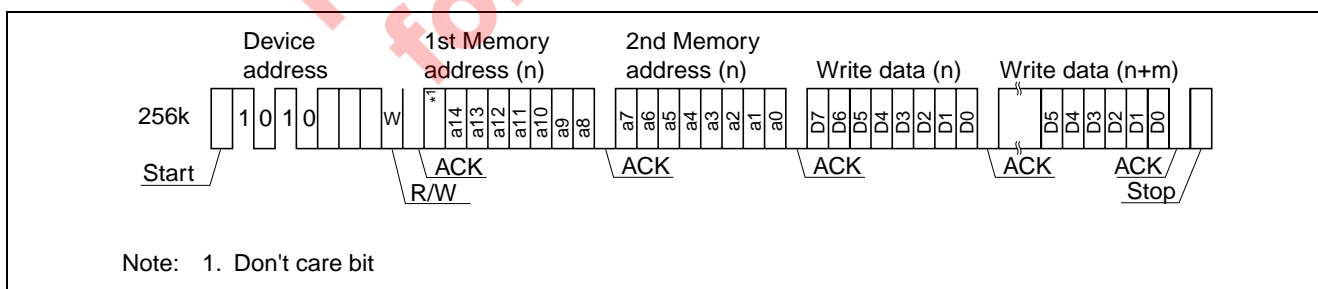 Device address
1st Memory address (n)
2nd Memory address (n)
Write data (n)
Write data (n+m)
256k
1 0 1 0
W
*1 a14 a13 a12 a11 a10 a9 a8
a7 a6 a5 a4 a3 a2 a1 a0
D7 D6 D5 D4 D3 D2 D1 D0
D5 D4 D3 D2 D1 D0
Start
ACK
R/W
ACK
ACK
ACK
ACK
Stop
Note: 1. Don't care bit